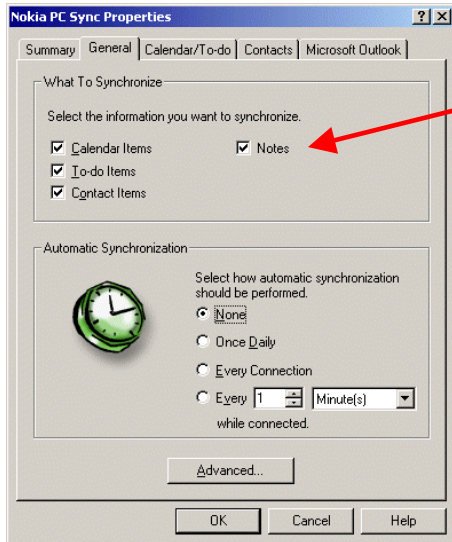 Nokia PC Sync Properties
Summary General Calendar/To-do Contacts Microsoft Outlook
What To Synchronize
Select the information you want to synchronize.
Calendar Items Notes
To-do Items
Contact Items
Automatic Synchronization
Select how automatic synchronization
should be performed.
None
Once Daily
Every Connection
Every 1 Minute(s)
while connected.
Advanced...
OK Cancel Help